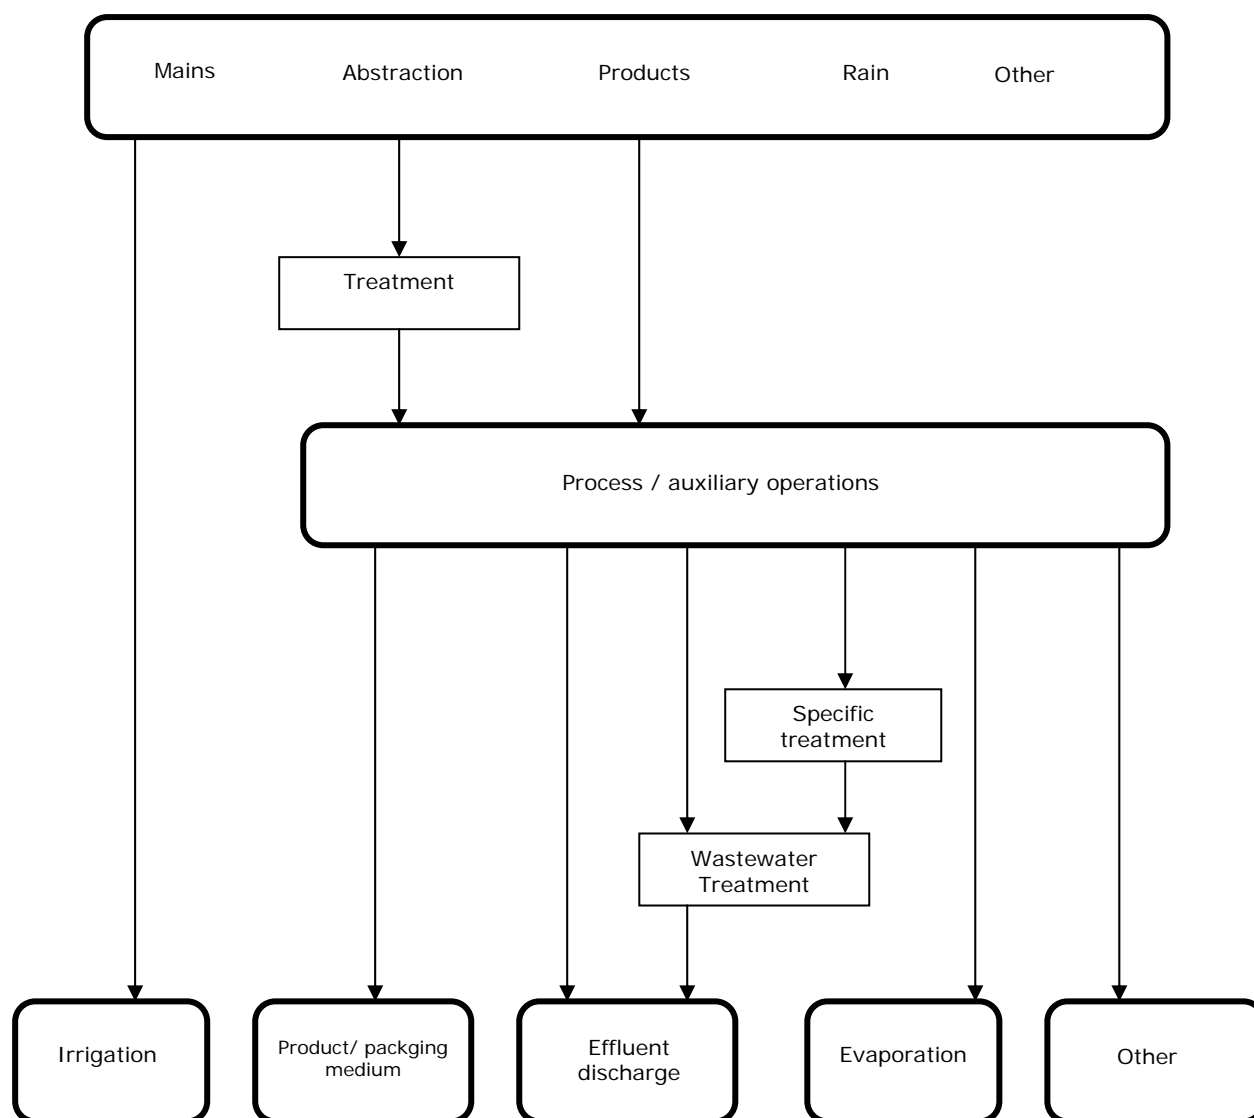 Mains Abstraction Products Rain Other
Treatment
Process / auxiliary operations
Specific
treatment
Wastewater
Treatment
Irrigation
Product/ packging
medium
Effluent
discharge
Evaporation
Other